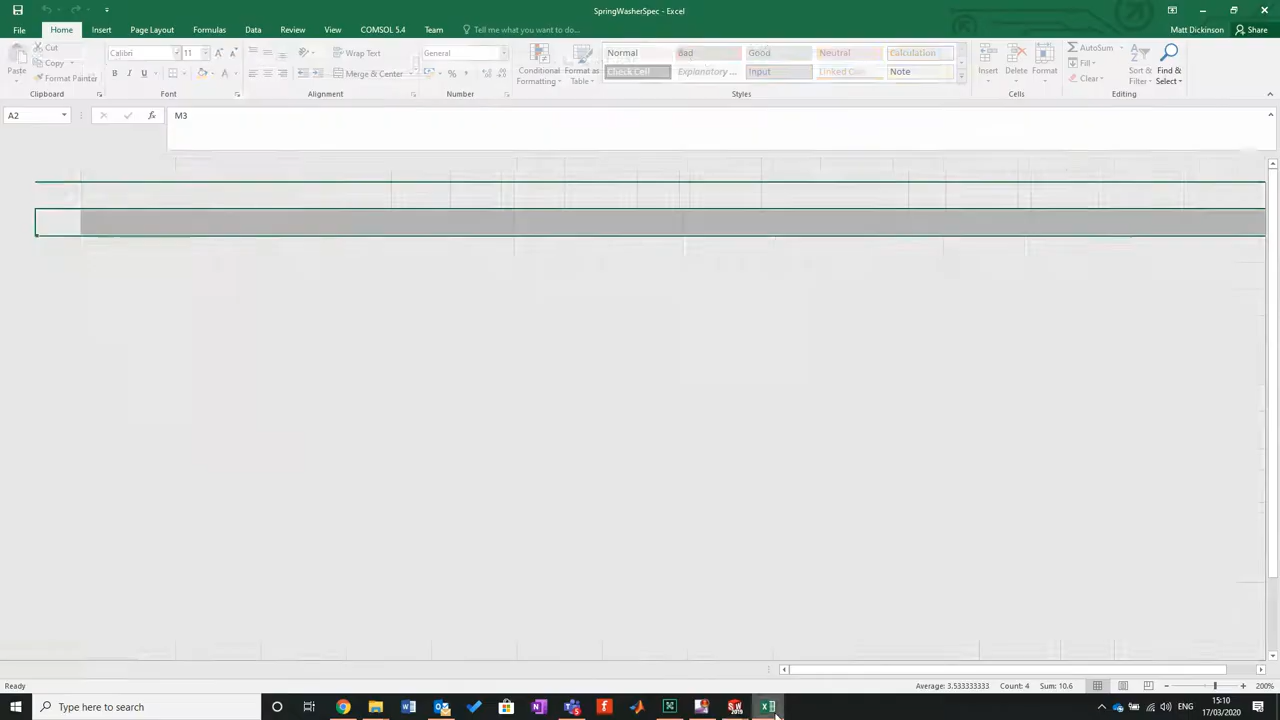 SpringWasherSpec - Excel
File Home Insert Page Layout Formulas Data Review View COMSOL 5.4 Team Tell me what you want to do... Matt Dickinson Share
Paste Cut Copy Format Painter Clipboard
Calibri 11 B I U A Font
Wrap Text Merge & Center Alignment
General % Number
Conditional Formatting Format as Table
Normal Bad Good Neutral Calculation
Check Cell Explanatory ... Input Linked Cell Note
Styles
Insert Delete Format Cells
AutoSum Fill Clear Sort & Filter Find & Select Editing
A2 fx M3
Ready Average: 3.533333333 Count: 4 Sum: 10.6 200%
Type here to search ENG 15:10
17/03/2020